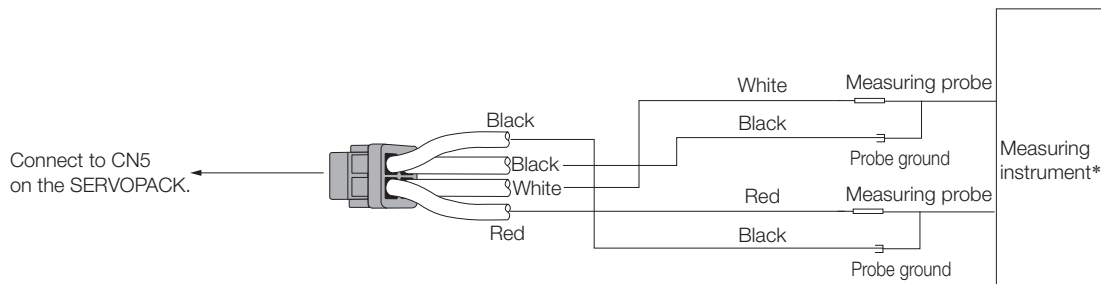 White
Measuring probe
Black
Black
Probe ground
Connect to CN5
on the SERVOPACK.
Black
White
Measuring
instrument*
Measuring probe
Red
Red
Black
Probe ground